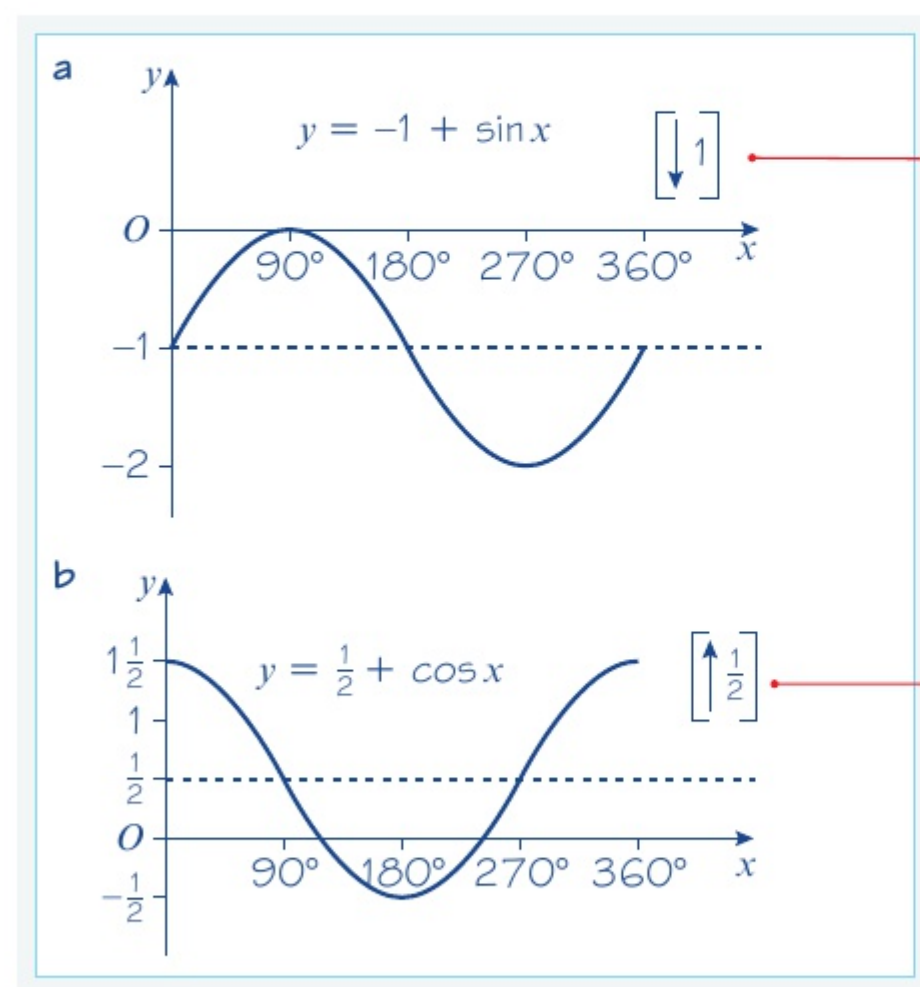 a
y
y = −1 + sin x
[↓ 1]
O
x
90° 180° 270° 360°
−1
−2
b
y
1½
y = ½ + cos x
[↑ ½]
1
½
O
90° 180° 270° 360°
x
−½